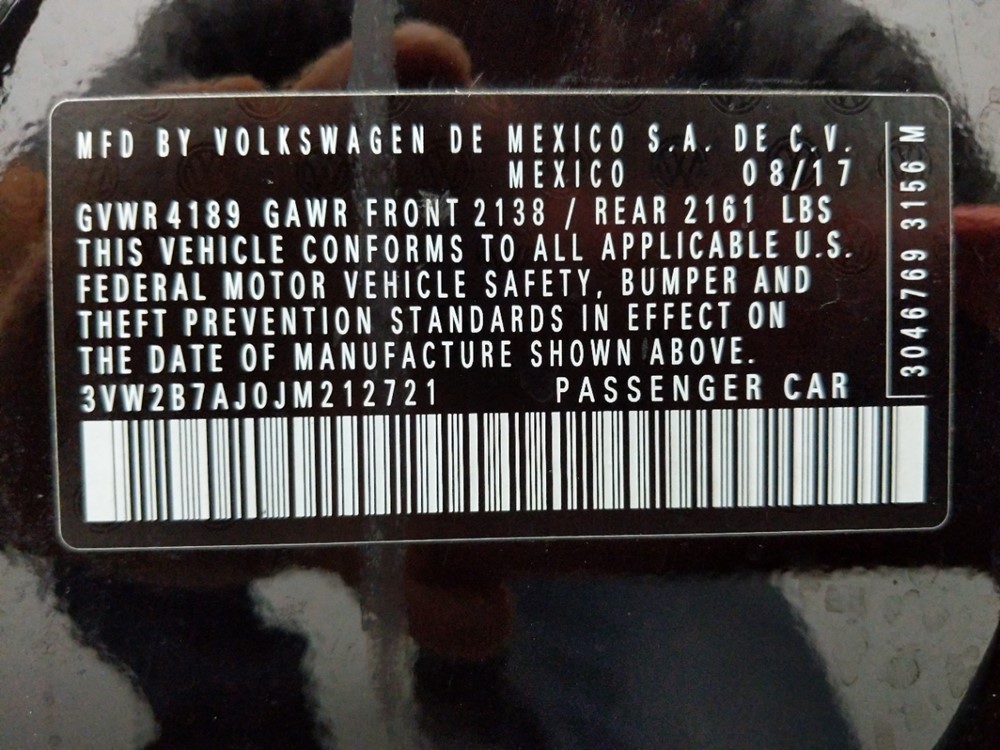 MFD BY VOLKSWAGEN DE MEXICO S.A. DE C.V.
MEXICO 08/17
GVWR 4189 GAWR FRONT 2138 / REAR 2161 LBS
THIS VEHICLE CONFORMS TO ALL APPLICABLE U.S.
FEDERAL MOTOR VEHICLE SAFETY, BUMPER AND
THEFT PREVENTION STANDARDS IN EFFECT ON
THE DATE OF MANUFACTURE SHOWN ABOVE.
3VW2B7AJ0JM212721 PASSENGER CAR
3046769 3156 M